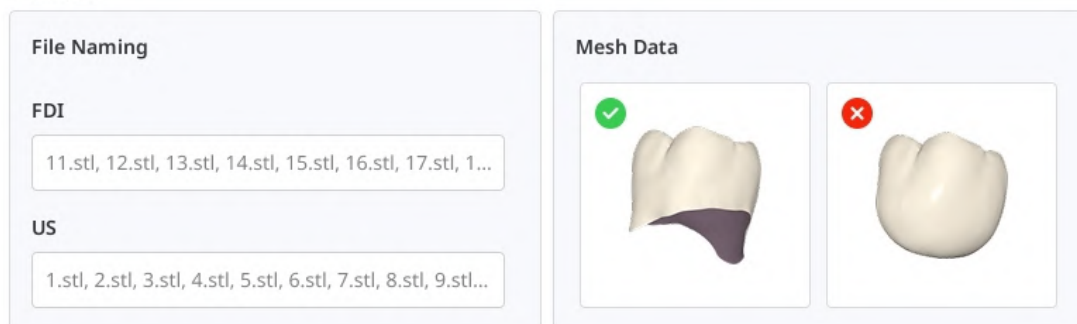 File Naming
FDI
11.stl, 12.stl, 13.stl, 14.stl, 15.stl, 16.stl, 17.stl, 1...
US
1.stl, 2.stl, 3.stl, 4.stl, 5.stl, 6.stl, 7.stl, 8.stl, 9.stl...
Mesh Data